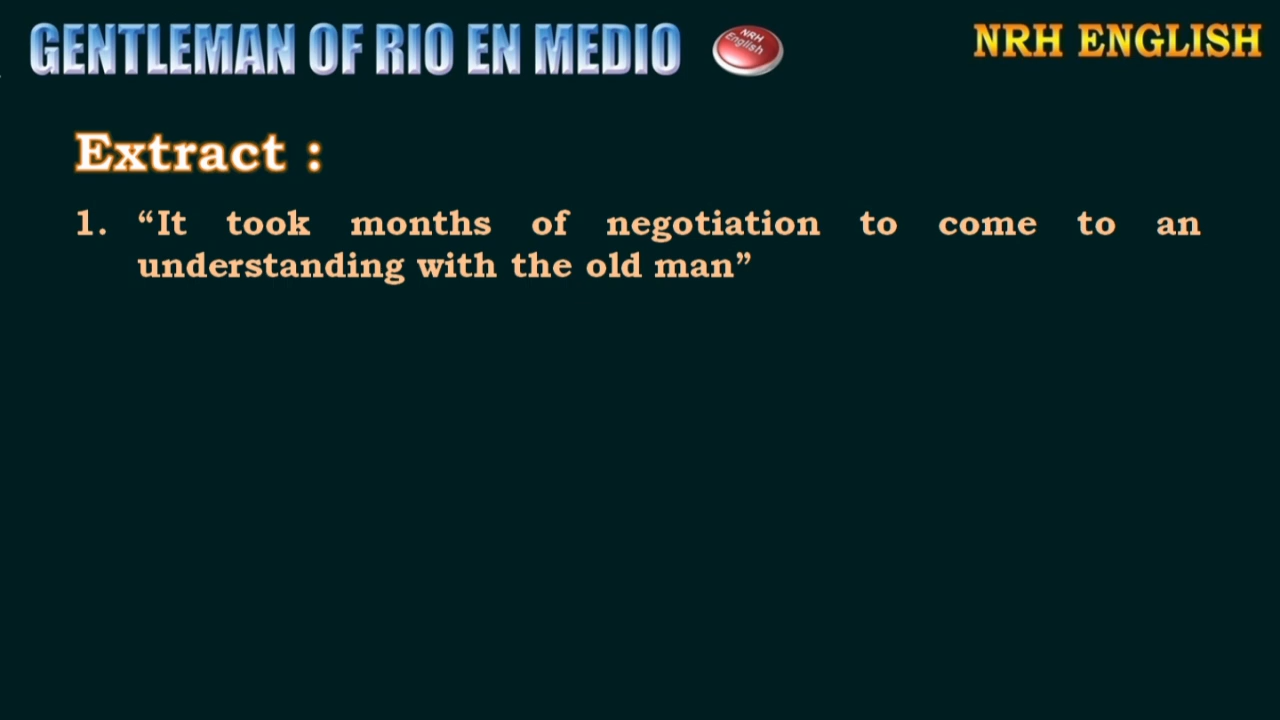 GENTLEMAN OF RIO EN MEDIO
NRH English
NRH ENGLISH
Extract :
1. “It took months of negotiation to come to an
understanding with the old man”